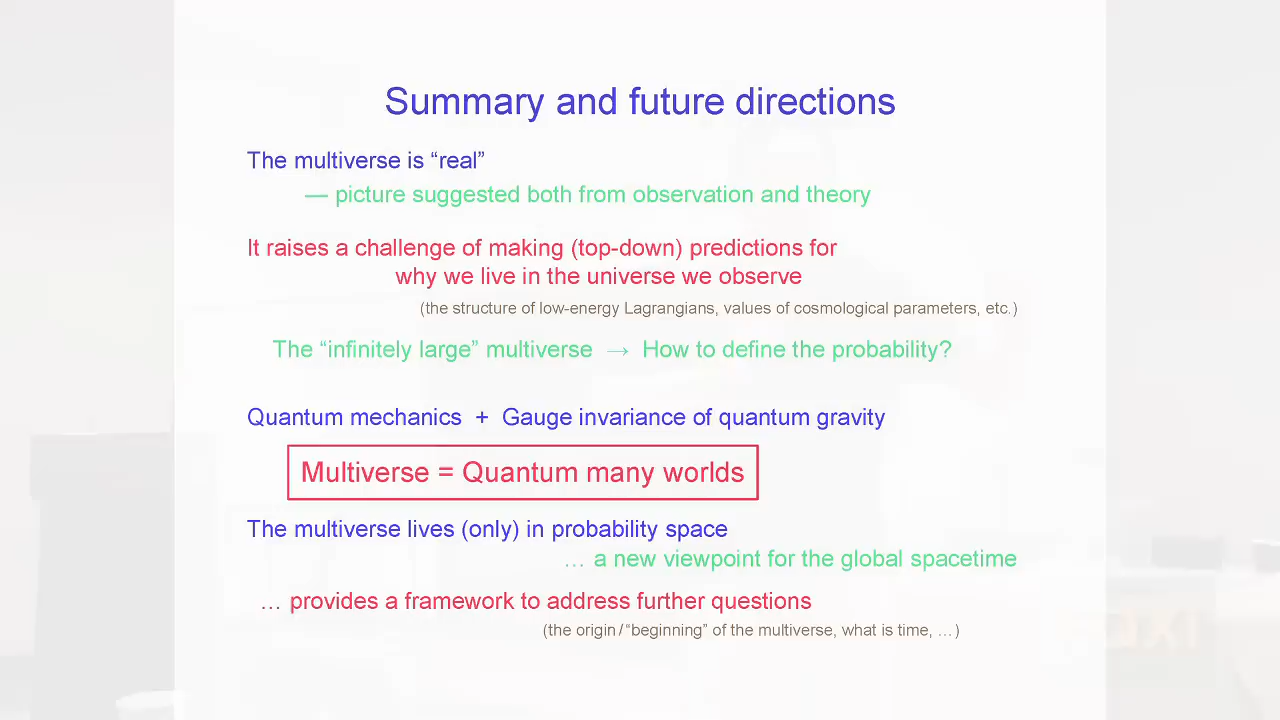 Summary and future directions
The multiverse is “real”
— picture suggested both from observation and theory
It raises a challenge of making (top-down) predictions for
why we live in the universe we observe
(the structure of low-energy Lagrangians, values of cosmological parameters, etc.)
The “infinitely large” multiverse → How to define the probability?
Quantum mechanics + Gauge invariance of quantum gravity
Multiverse = Quantum many worlds
The multiverse lives (only) in probability space
… a new viewpoint for the global spacetime
… provides a framework to address further questions
(the origin / “beginning” of the multiverse, what is time, …)